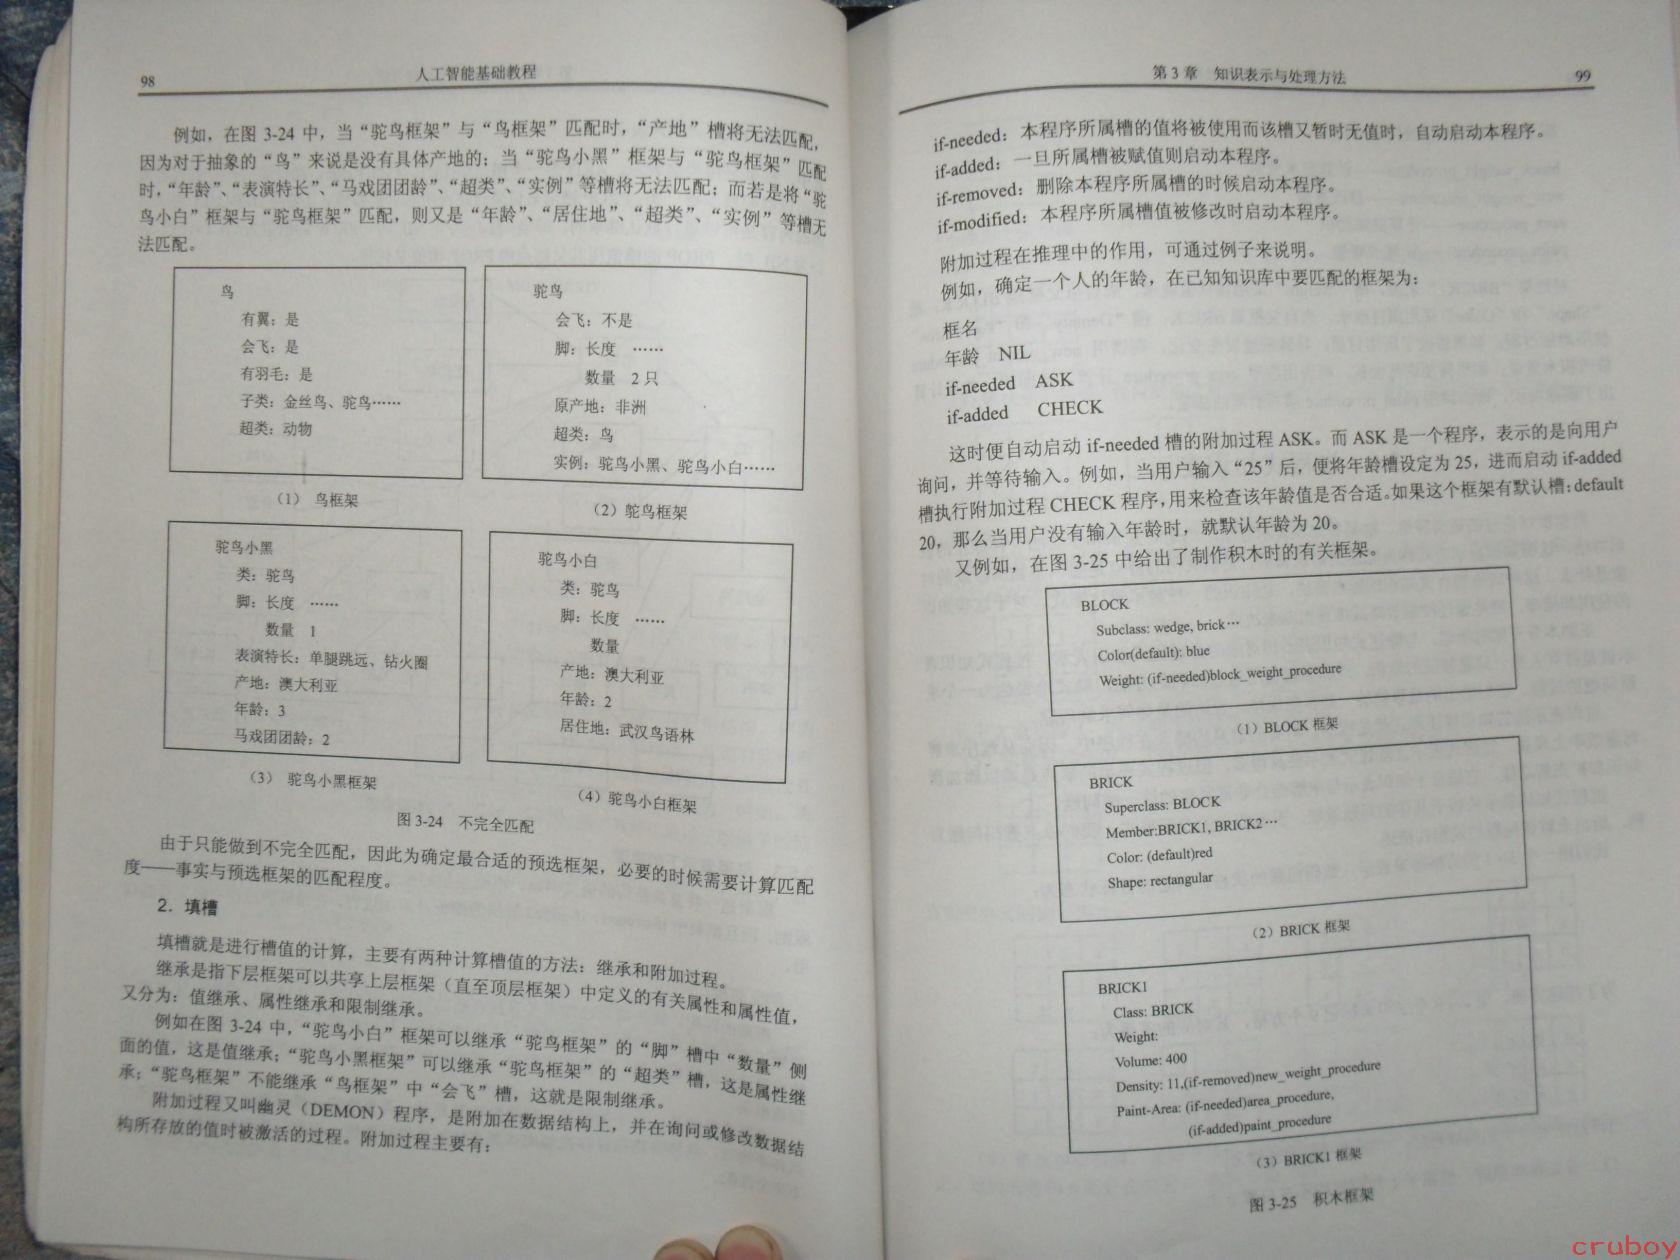 98
人工智能基础教程
例如，在图 3-24 中，当“驼鸟框架”与“鸟框架”匹配时，“产地”槽将无法匹配，
因为对于抽象的“鸟”来说是没有具体产地的；当“驼鸟小黑”框架与“驼鸟框架”匹配
时，“年龄”、“表演特长”、“马戏团团龄”、“超类”、“实例”等槽将无法匹配；而若是将“驼
鸟小白”框架与“驼鸟框架”匹配，则又是“年龄”、“居住地”、“超类”、“实例”等槽无
法匹配。
鸟
有翼：是
会飞：是
有羽毛：是
子类：金丝鸟、驼鸟……
超类：动物
（1） 鸟框架
驼鸟
会飞：不是
脚：长度 ……
数量 2 只
原产地：非洲
超类：鸟
实例：驼鸟小黑、驼鸟小白……
（2）鸵鸟框架
驼鸟小黑
类：驼鸟
脚：长度 ……
数量 1
表演特长：单腿跳远、钻火圈
产地：澳大利亚
年龄：3
马戏团团龄：2
（3） 驼鸟小黑框架
驼鸟小白
类：驼鸟
脚：长度 ……
数量
产地：澳大利亚
年龄：2
居住地：武汉鸟语林
（4）驼鸟小白框架
图 3-24 不完全匹配
由于只能做到不完全匹配，因此为确定最合适的预选框架，必要的时候需要计算匹配
度——事实与预选框架的匹配程度。
2．填槽
填槽就是进行槽值的计算，主要有两种计算槽值的方法：继承和附加过程。
继承是指下层框架可以共享上层框架（直至顶层框架）中定义的有关属性和属性值，
又分为：值继承、属性继承和限制继承。
例如在图 3-24 中，“驼鸟小白”框架可以继承“驼鸟框架”的“脚”槽中“数量”侧
面的值，这是值继承；“驼鸟小黑框架”可以继承“驼鸟框架”的“超类”槽，这是属性继
承；“驼鸟框架”不能继承“鸟框架”中“会飞”槽，这就是限制继承。
附加过程又叫幽灵（DEMON）程序，是附加在数据结构上，并在询问或修改数据结
构所存放的值时被激活的过程。附加过程主要有：
第 3 章 知识表示与处理方法
99
if-needed：本程序所属槽的值将被使用而该槽又暂时无值时，自动启动本程序。
if-added：一旦所属槽被赋值则启动本程序。
if-removed：删除本程序所属槽的时候启动本程序。
if-modified：本程序所属槽值被修改时启动本程序。
附加过程在推理中的作用，可通过例子来说明。
例如，确定一个人的年龄，在已知知识库中要匹配的框架为：
框名
年龄 NIL
if-needed ASK
if-added CHECK
这时便自动启动 if-needed 槽的附加过程 ASK。而 ASK 是一个程序，表示的是向用户
询问，并等待输入。例如，当用户输入“25”后，便将年龄槽设定为 25，进而启动 if-added
槽执行附加过程 CHECK 程序，用来检查该年龄值是否合适。如果这个框架有默认槽：default
20，那么当用户没有输入年龄时，就默认年龄为 20。
又例如，在图 3-25 中给出了制作积木时的有关框架。
BLOCK
Subclass: wedge, brick…
Color(default): blue
Weight: (if-needed)block_weight_procedure
（1）BLOCK 框架
BRICK
Superclass: BLOCK
Member:BRICK1, BRICK2…
Color: (default)red
Shape: rectangular
（2）BRICK 框架
BRICK1
Class: BRICK
Weight:
Volume: 400
Density: 11,(if-removed)new_weight_procedure
Paint-Area: (if-needed)area_procedure,
(if-added)paint_procedure
（3）BRICK1 框架
图 3-25 积木框架
cruboy